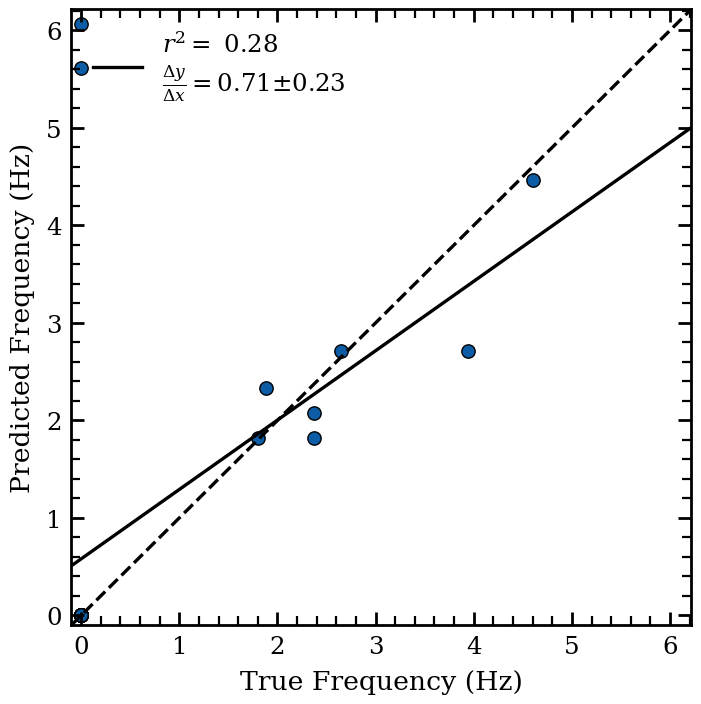 r² = 0.28
Δy/Δx = 0.71±0.23
6
5
4
3
2
1
0
Predicted Frequency (Hz)
0 1 2 3 4 5 6
True Frequency (Hz)